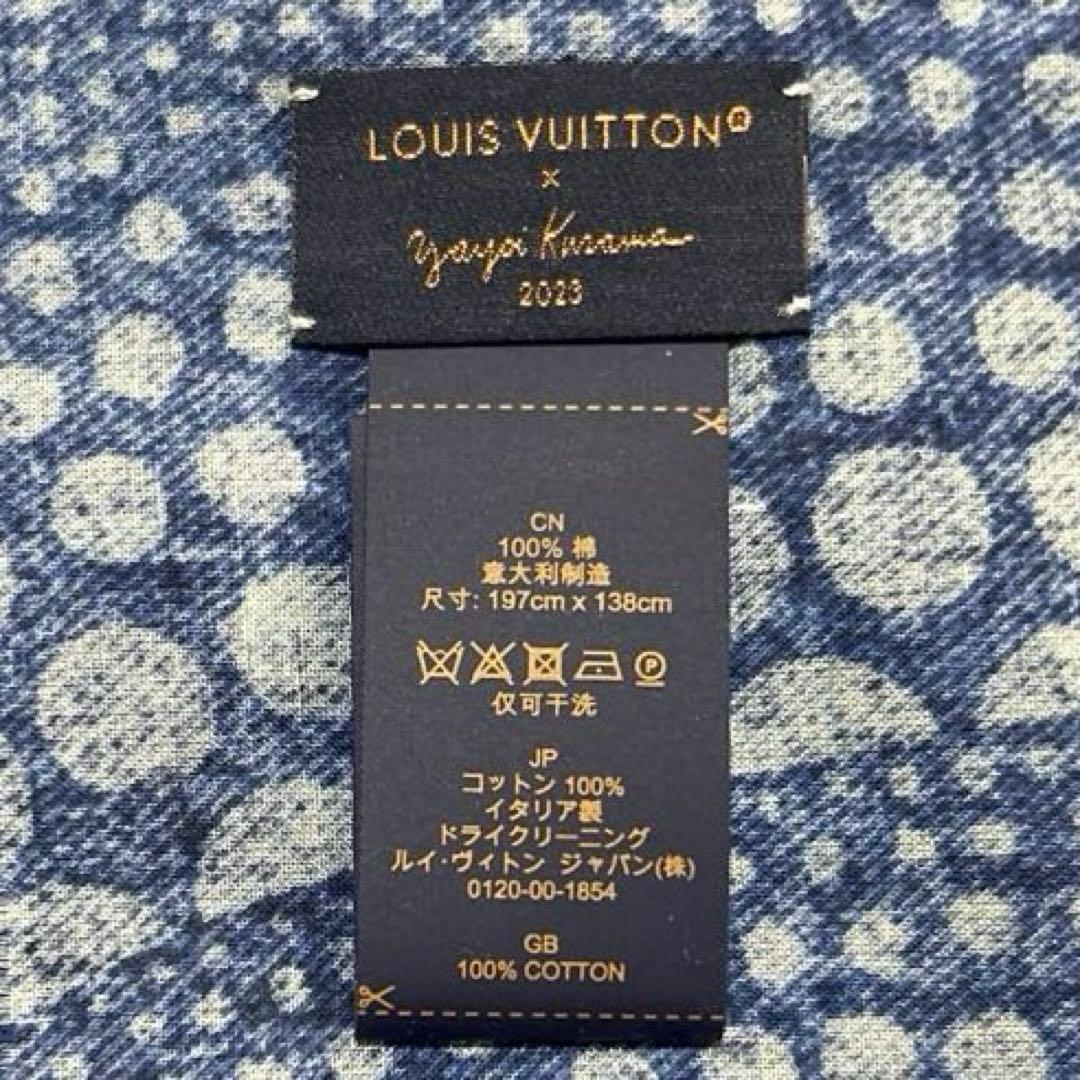 LOUIS VUITTON®
×
Yayoi Kusama
2023
CN
100% 棉
意大利制造
尺寸: 197cm x 138cm
P
仅可干洗
JP
コットン 100%
イタリア製
ドライクリーニング
ルイ・ヴィトン ジャパン(株)
0120-00-1854
GB
100% COTTON